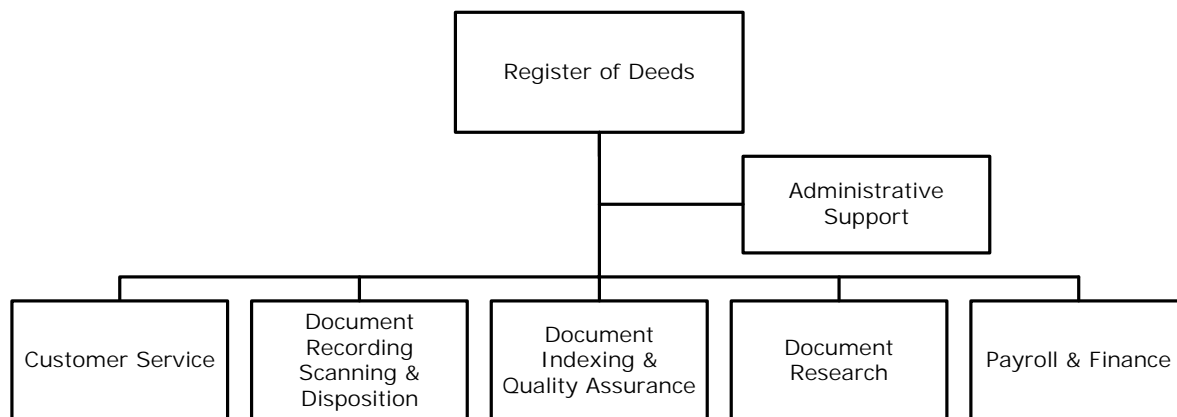 Register of Deeds
Administrative
Support
Customer Service
Document
Recording
Scanning &
Disposition
Document
Indexing &
Quality Assurance
Document
Research
Payroll & Finance